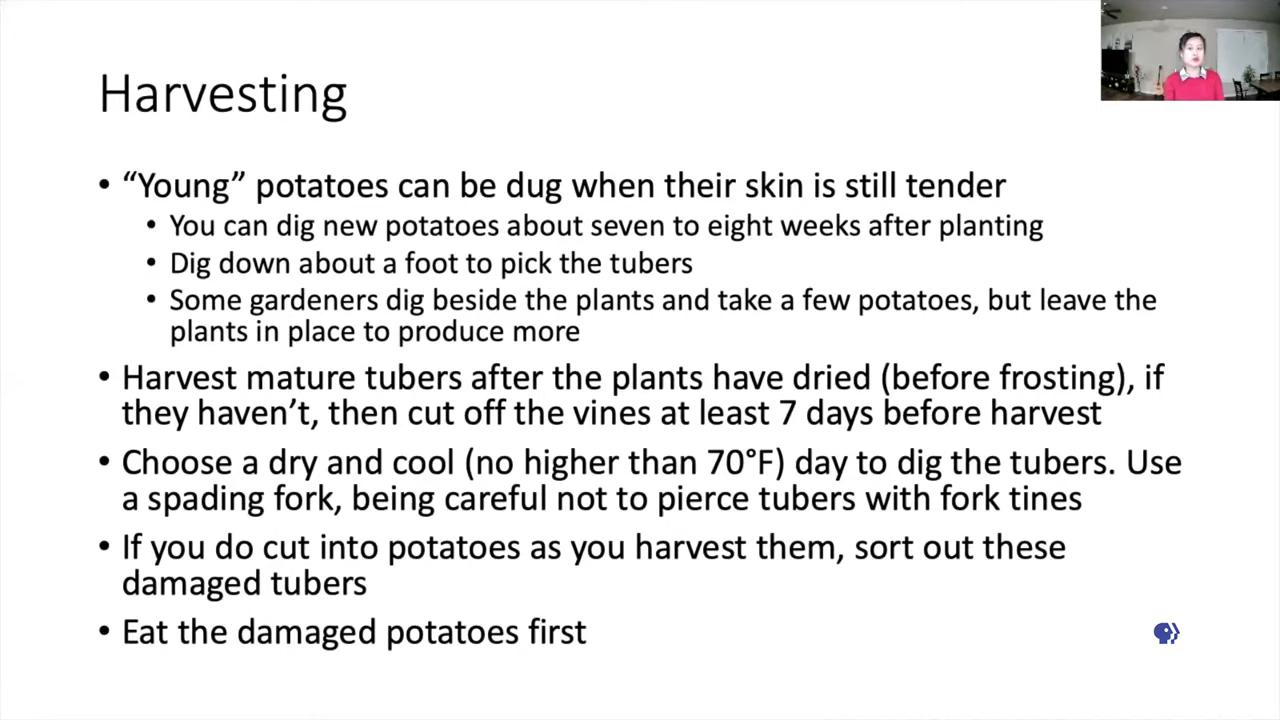 Harvesting
• “Young” potatoes can be dug when their skin is still tender
• You can dig new potatoes about seven to eight weeks after planting
• Dig down about a foot to pick the tubers
• Some gardeners dig beside the plants and take a few potatoes, but leave the
plants in place to produce more
• Harvest mature tubers after the plants have dried (before frosting), if
they haven’t, then cut off the vines at least 7 days before harvest
• Choose a dry and cool (no higher than 70°F) day to dig the tubers. Use
a spading fork, being careful not to pierce tubers with fork tines
• If you do cut into potatoes as you harvest them, sort out these
damaged tubers
• Eat the damaged potatoes first